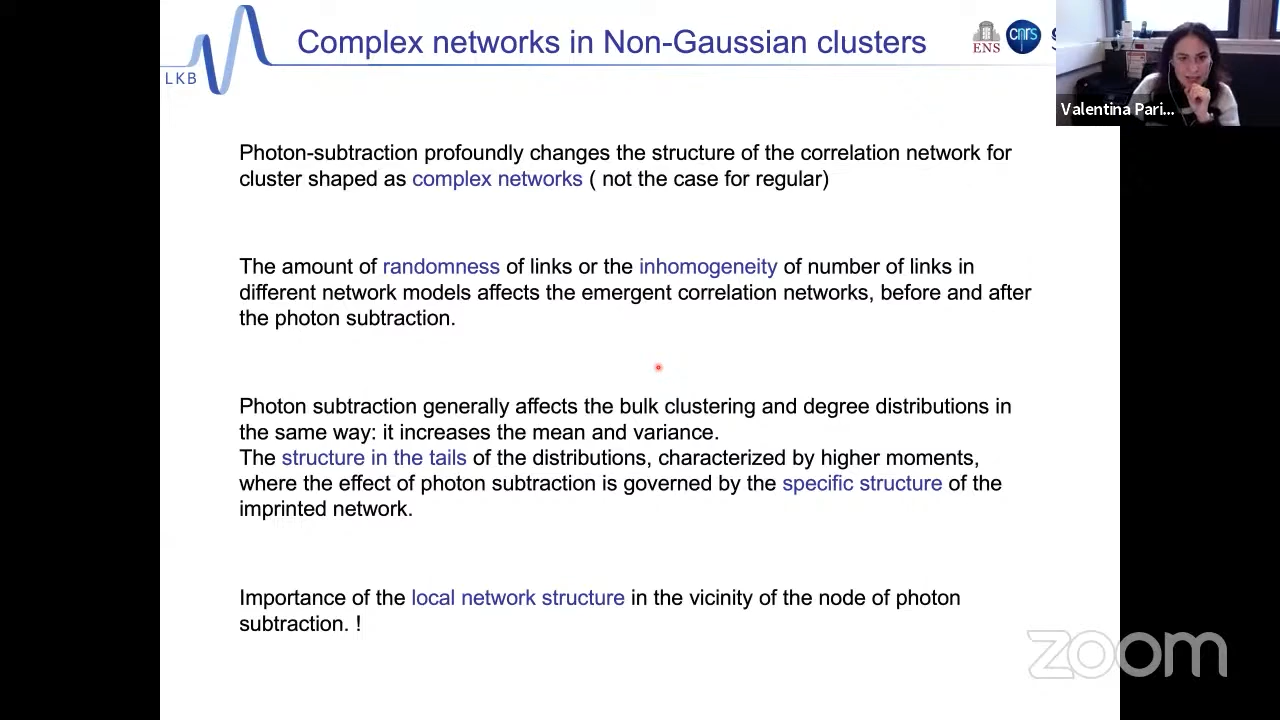 Complex networks in Non-Gaussian clusters
LKB
ENS
cnrs
Valentina Pari...
Photon-subtraction profoundly changes the structure of the correlation network for
cluster shaped as complex networks ( not the case for regular)
The amount of randomness of links or the inhomogeneity of number of links in
different network models affects the emergent correlation networks, before and after
the photon subtraction.
Photon subtraction generally affects the bulk clustering and degree distributions in
the same way: it increases the mean and variance.
The structure in the tails of the distributions, characterized by higher moments,
where the effect of photon subtraction is governed by the specific structure of the
imprinted network.
Importance of the local network structure in the vicinity of the node of photon
subtraction. !
zoom